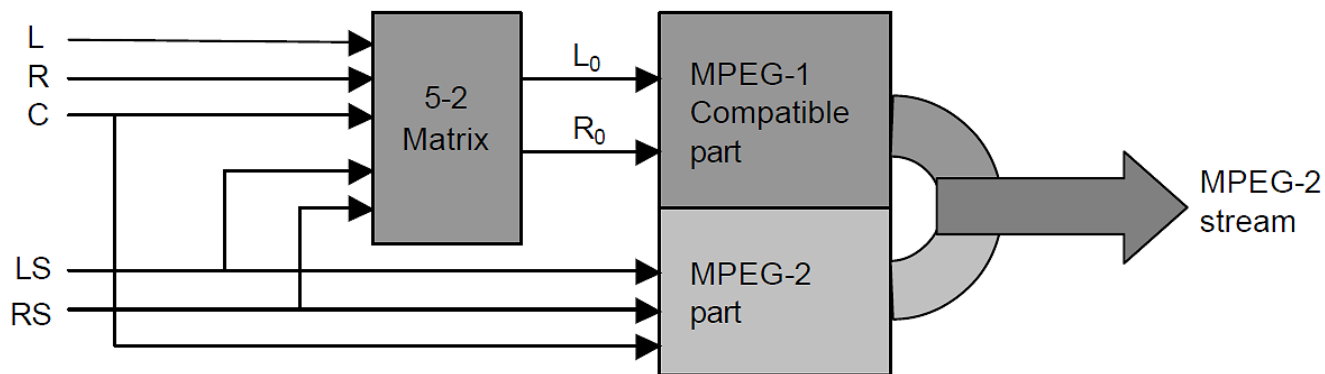 L
R
C
LS
RS
5-2
Matrix
L₀
R₀
MPEG-1
Compatible
part
MPEG-2
part
MPEG-2
stream